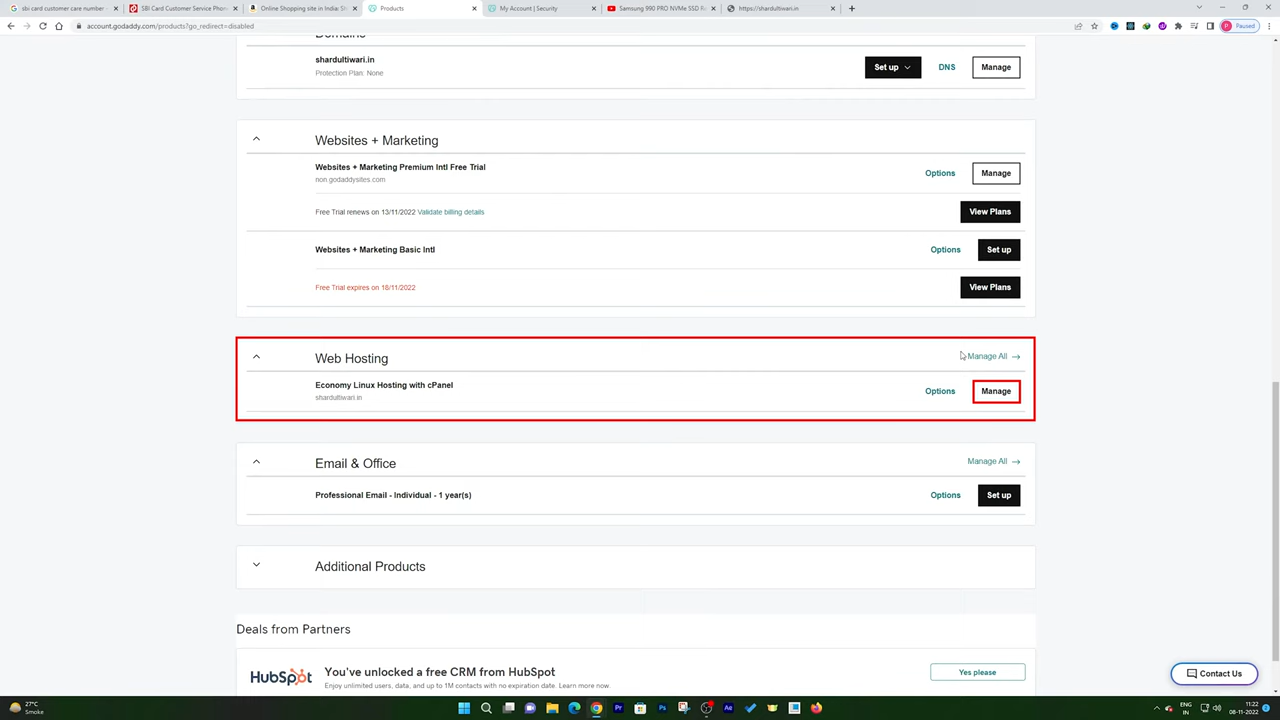 sbi card customer care number -
SBI Card Customer Service Phon
Online Shopping site in India: Sh
Products
My Account | Security
Samsung 990 PRO NVMe SSD R
https://shardultiwari.in
account.godaddy.com/products?go_redirect=disabled
Paused
Domains
shardultiwari.in
Protection Plan: None
Set up
DNS
Manage
Websites + Marketing
Websites + Marketing Premium Intl Free Trial
non.godaddysites.com
Options
Manage
Free Trial renews on 13/11/2022 Validate billing details
View Plans
Websites + Marketing Basic Intl
Options
Set up
Free Trial expires on 18/11/2022
View Plans
Web Hosting
Manage All →
Economy Linux Hosting with cPanel
shardultiwari.in
Options
Manage
Email & Office
Manage All →
Professional Email - Individual - 1 year(s)
Options
Set up
Additional Products
Deals from Partners
HubSpot
You've unlocked a free CRM from HubSpot
Enjoy unlimited users, data, and up to 1M contacts with no expiration date. Learn more now.
Yes please
Contact Us
27°C
Smoke
ENG
IN
11:22
08-11-2022